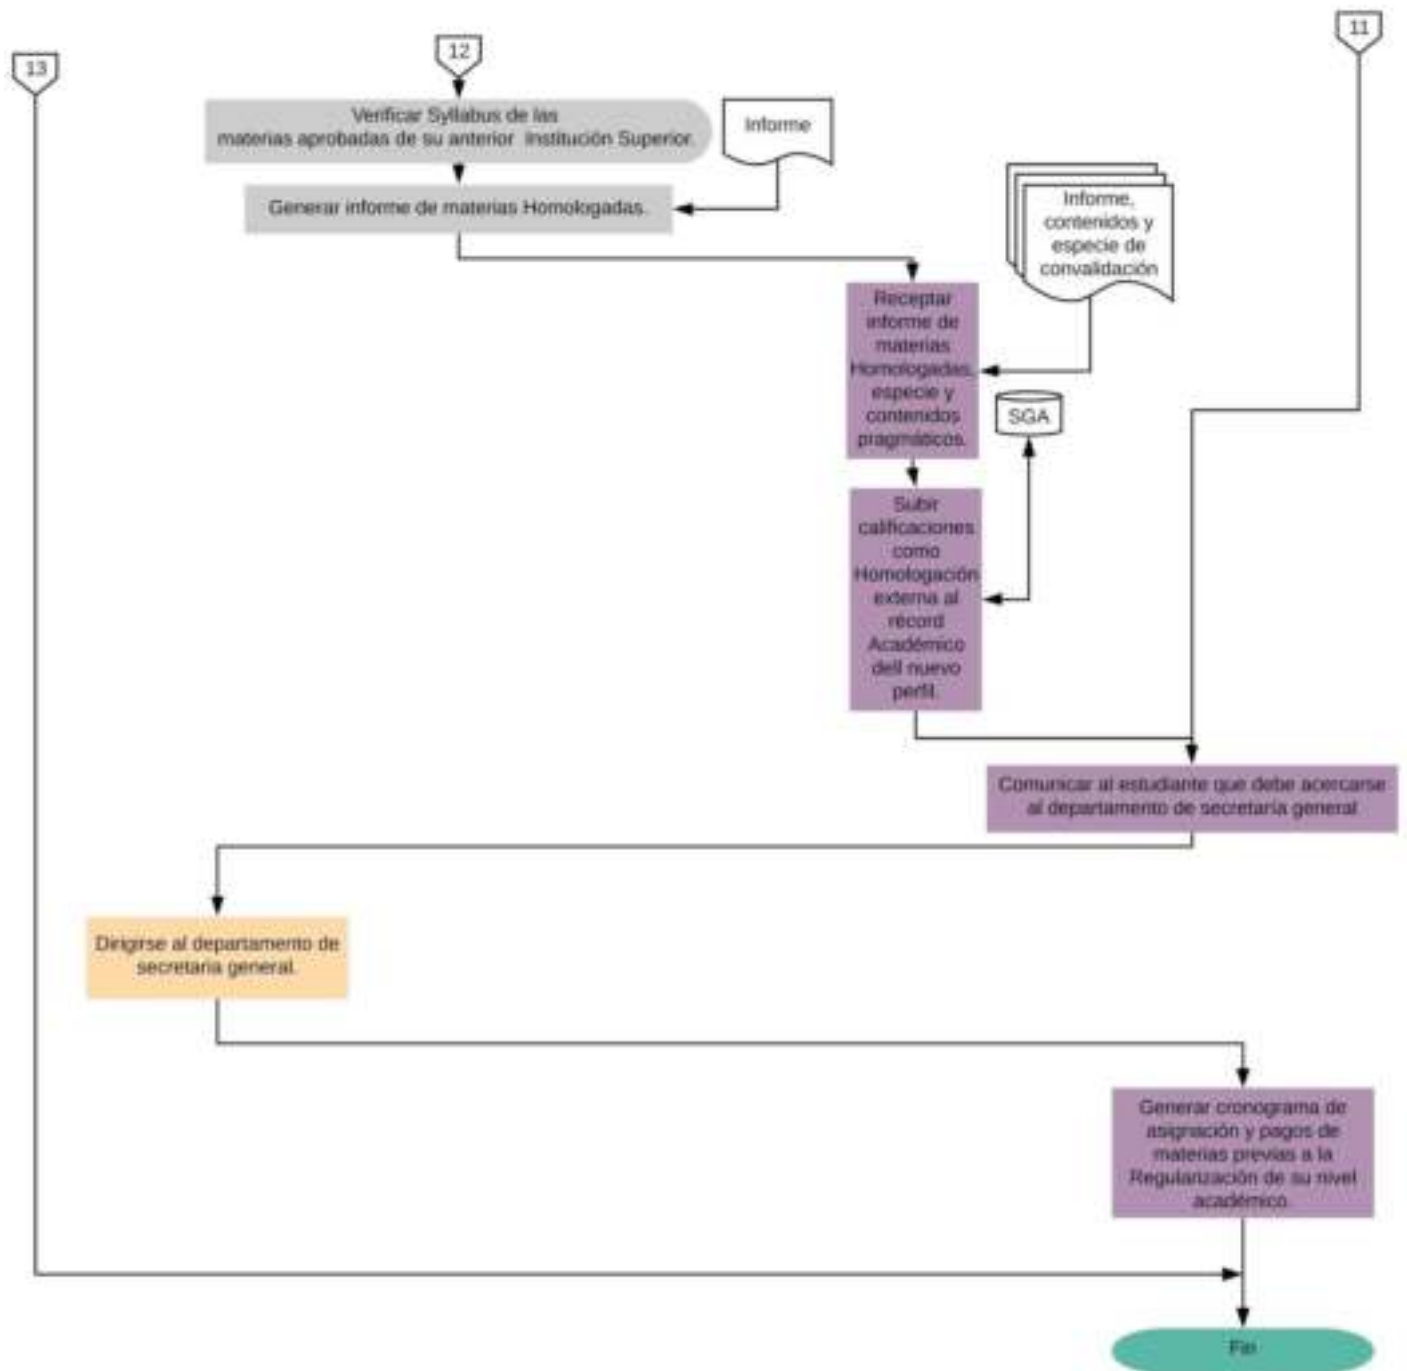 11
12
13
Verificar Syllabus de las
materias aprobadas de su anterior Institución Superior.
Informe
Generar informe de materias Homologadas.
Informe,
contenidos y
especie de
convalidación
Receptar
informe de
materias
Homologadas,
especie y
contenidos
pragmáticos.
SGA
Subir
calificaciones
como
Homologación
externa al
récord
Académico
dell nuevo
perfil.
Comunicar al estudiante que debe acercarse
al departamento de secretaría general
Dirigirse al departamento de
secretaria general.
Generar cronograma de
asignación y pagos de
materias previas a la
Regularización de su nivel
académico.
Fin